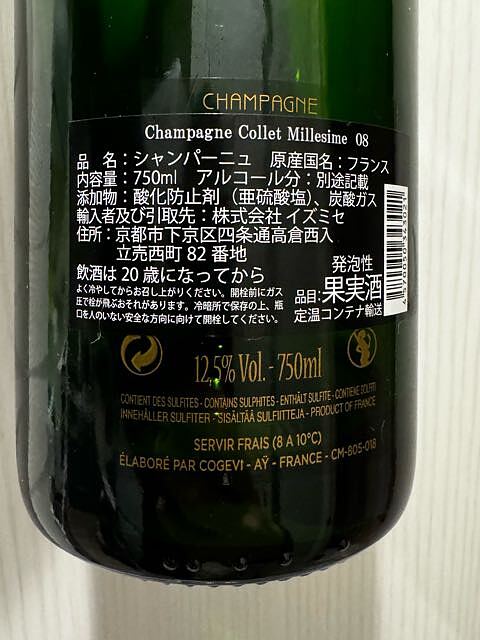 CHAMPAGNE
Champagne Collet Millesime 08
品　名：シャンパーニュ　原産国名：フランス
内容量：750ml　アルコール分：別途記載
添加物：酸化防止剤（亜硫酸塩）、炭酸ガス
輸入者及び引取先：株式会社 イズミセ
住所：京都市下京区四条通高倉西入
立売西町 82 番地
飲酒は 20 歳になってから
発泡性
よく冷やしてからお召し上がりください。開栓前にガス
圧で栓が飛ぶおそれがあります。冷暗所で保存の上、瓶
口を人のいない安全な方向に向けて開栓してください。
品目：果実酒
定温コンテナ輸送
12,5% Vol. - 750ml
CONTIENT DES SULFITES - CONTAINS SULPHITES - ENTHÄLT SULFITE - CONTIENE SOLFITI
INNEHÅLLER SULFITER - SISÄLTÄÄ SULFIITTEJA - PRODUCT OF FRANCE
SERVIR FRAIS (8 A 10°C)
ÉLABORÉ PAR COGEVI - AŸ - FRANCE - CM-805-018